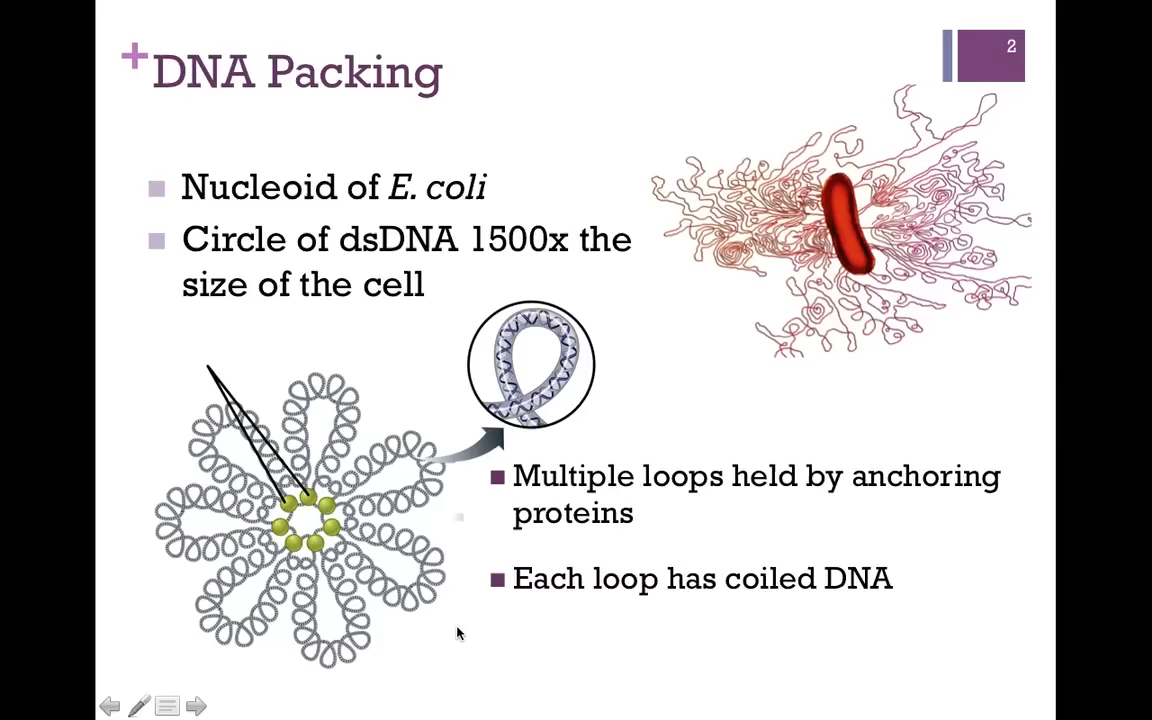 2
+DNA Packing
Nucleoid of E. coli
Circle of dsDNA 1500x the
size of the cell
Multiple loops held by anchoring
proteins
Each loop has coiled DNA